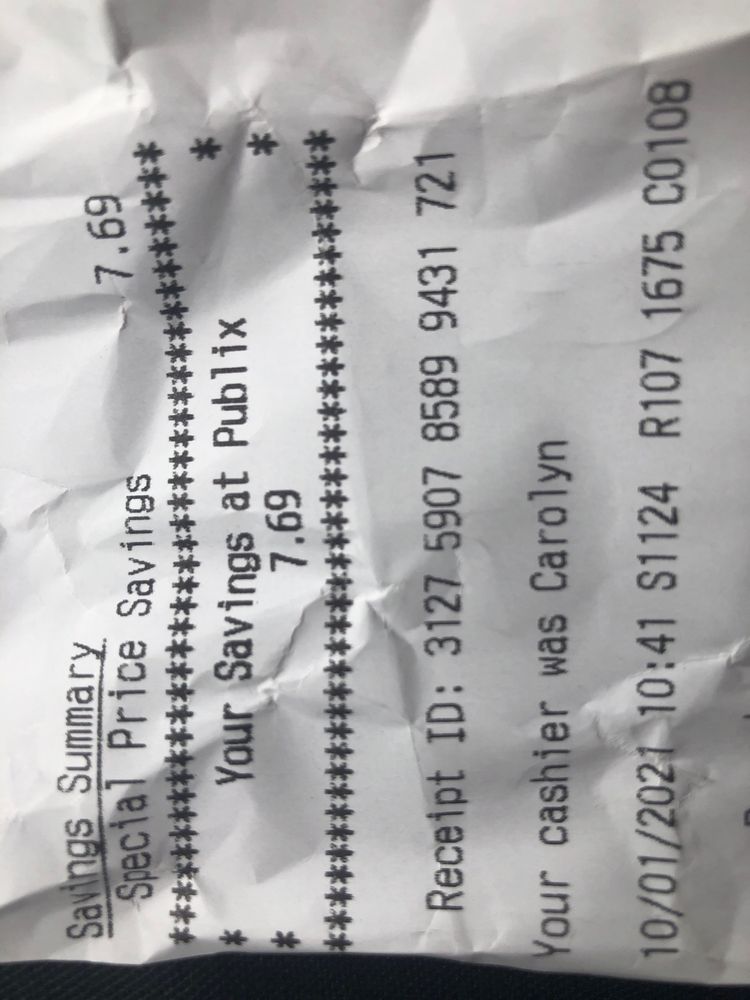 Savings Summary
Special Price Savings 7.69
********************************
* Your Savings at Publix *
* 7.69 *
********************************
Receipt ID: 3127 5907 8589 9431 721
Your cashier was Carolyn
10/01/2021 10:41 S1124 R107 1675 C0108